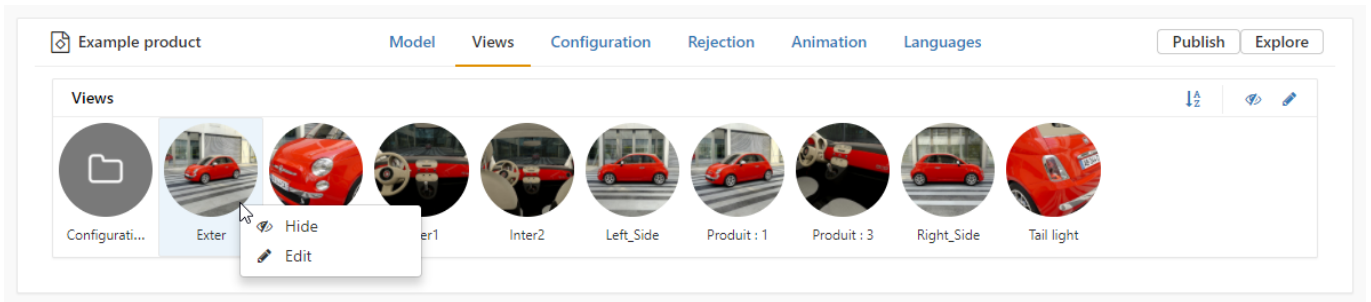 Example product
Model Views Configuration Rejection Animation Languages
Publish Explore
Views
Hide
Edit
Configurati... Exter er1 Inter2 Left_Side Produit : 1 Produit : 3 Right_Side Tail light